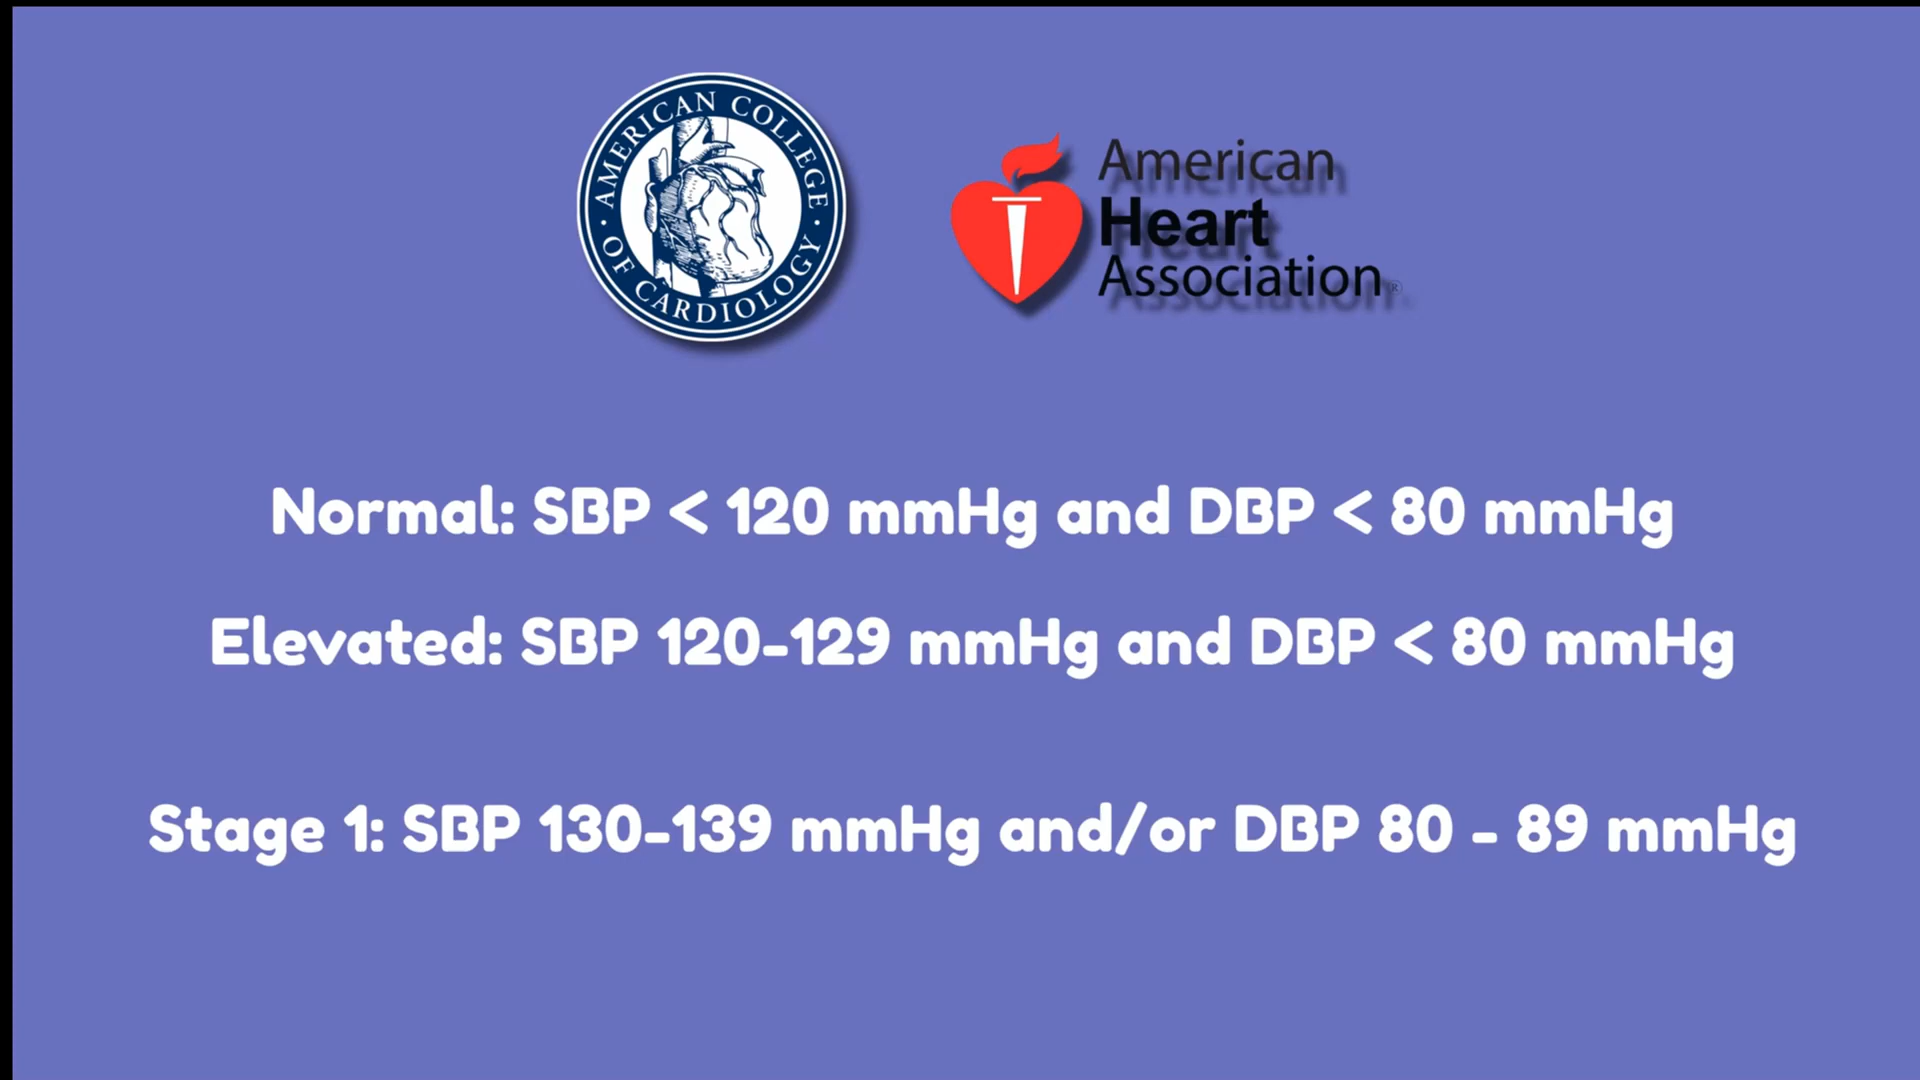 AMERICAN COLLEGE
· OF CARDIOLOGY ·
American
Heart
Association®
Normal: SBP < 120 mmHg and DBP < 80 mmHg
Elevated: SBP 120-129 mmHg and DBP < 80 mmHg
Stage 1: SBP 130-139 mmHg and/or DBP 80 - 89 mmHg